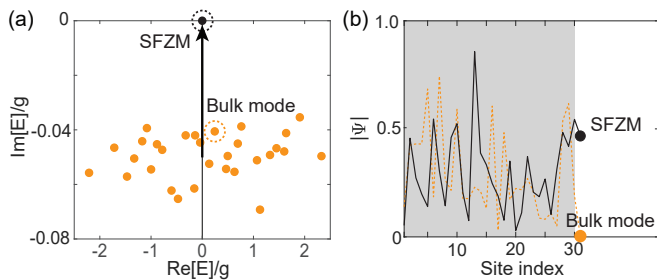 (a)
0
SFZM
Bulk mode
-0.04
-0.08
Im[E]/g
-2
-1
0
1
2
Re[E]/g
(b)
1.0
0.5
0
|Ψ|
SFZM
Bulk mode
10
20
30
Site index